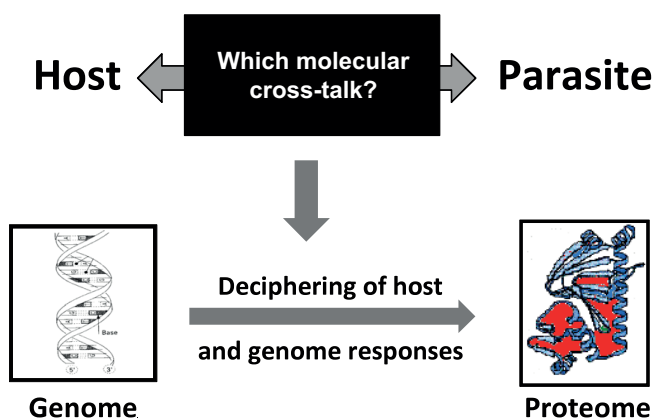 Host
Which molecular
cross-talk?
Parasite
Deciphering of host
and genome responses
Base
5'
3'
Genome
Proteome